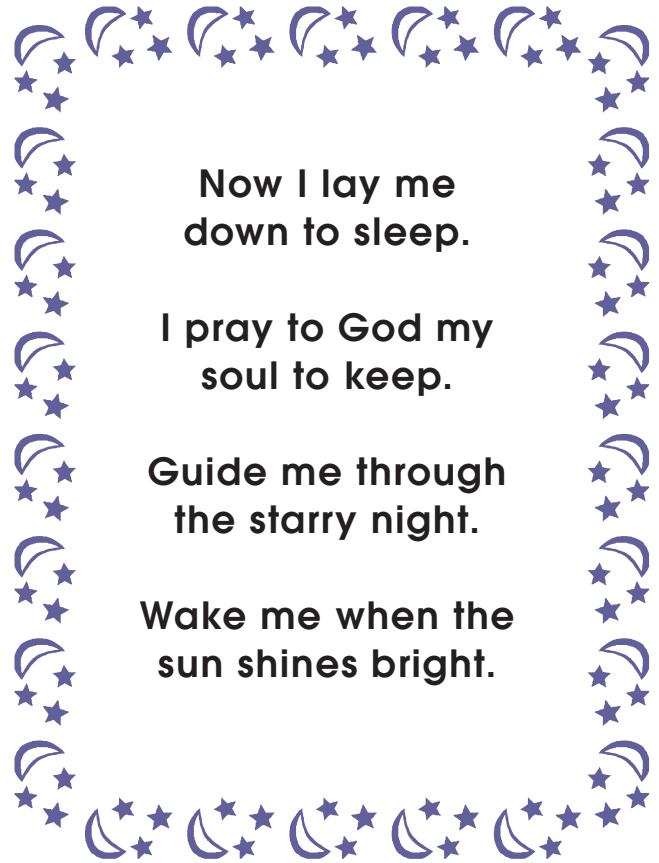 Now I lay me
down to sleep.
I pray to God my
soul to keep.
Guide me through
the starry night.
Wake me when the
sun shines bright.